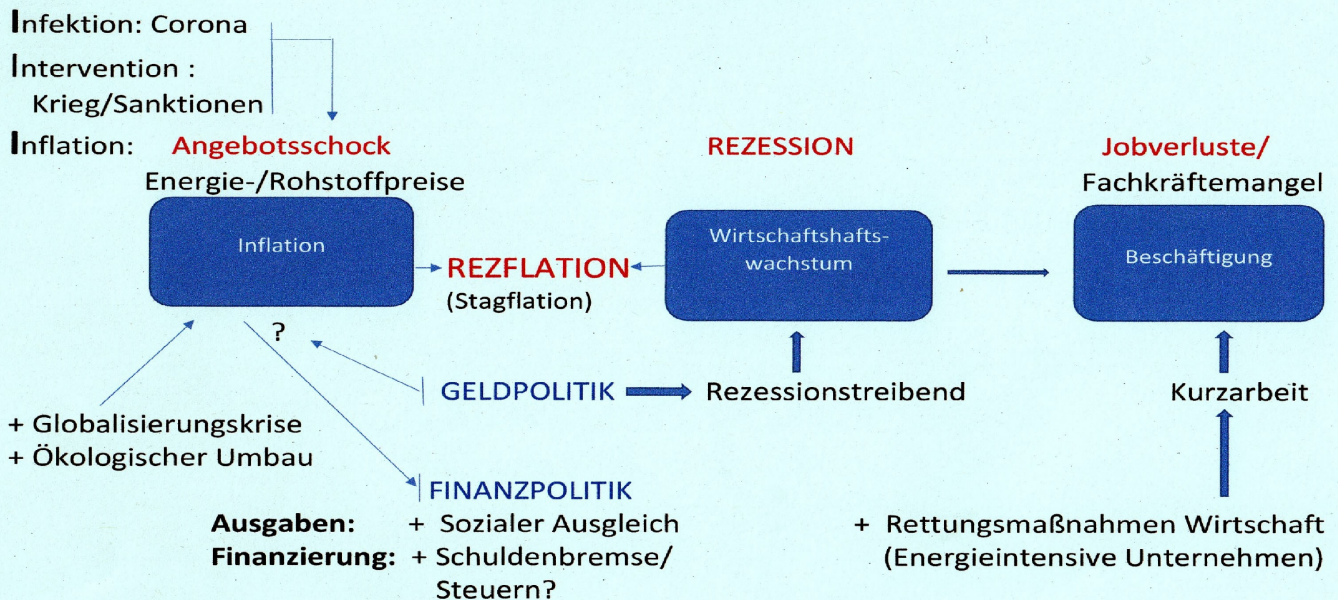 Infektion: Corona
Intervention :
Krieg/Sanktionen
Inflation: Angebotsschock
Energie-/Rohstoffpreise
REZESSION
Jobverluste/
Fachkräftemangel
Inflation
REZFLATION
(Stagflation)
Wirtschaftshafts-
wachstum
Beschäftigung
?
GELDPOLITIK
Rezessionstreibend
Kurzarbeit
+ Globalisierungskrise
+ Ökologischer Umbau
FINANZPOLITIK
Ausgaben: + Sozialer Ausgleich
Finanzierung: + Schuldenbremse/
Steuern?
+ Rettungsmaßnahmen Wirtschaft
(Energieintensive Unternehmen)